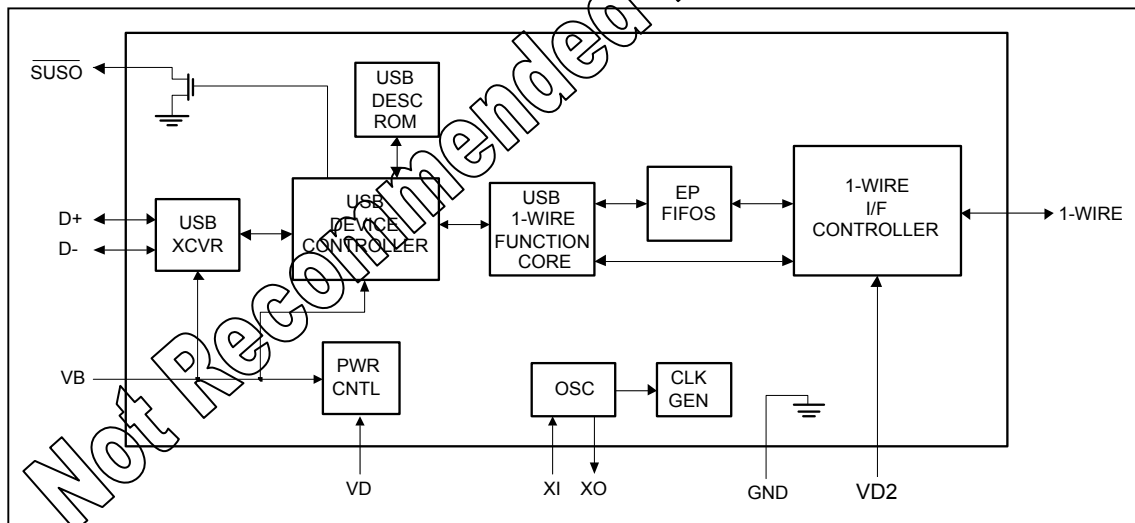 Not Recommended
SUSO
USB
DESC
ROM
D+
D-
USB
XCVR
USB
DEVICE
CONTROLLER
USB
1-WIRE
FUNCTION
CORE
EP
FIFOS
1-WIRE
I/F
CONTROLLER
1-WIRE
VB
PWR
CNTL
OSC
CLK
GEN
VD
XI
XO
GND
VD2